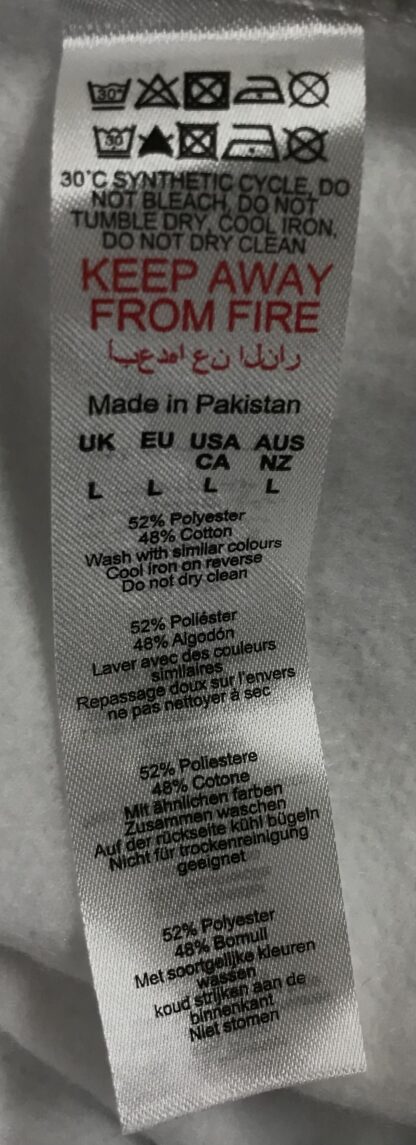 30°
30
30°C SYNTHETIC CYCLE, DO
NOT BLEACH, DO NOT
TUMBLE DRY, COOL IRON,
DO NOT DRY CLEAN
KEEP AWAY
FROM FIRE
أبعدها عن النار
Made in Pakistan
UK EU USA AUS
CA NZ
L L L L
52% Polyester
48% Cotton
Wash with similar colours
Cool iron on reverse
Do not dry clean
52% Poliéster
48% Algodón
Laver avec des couleurs
similaires
Repassage doux sur l'envers
ne pas nettoyer à sec
52% Poliestere
48% Cotone
Mit ähnlichen farben
Zusammen waschen
Auf der rückseite kühl bügeln
Nicht für trockenreinigung
geeignet
52% Polyester
48% Bomull
Met soortgelijke kleuren
wassen
koud strijken aan de
binnenkant
Niet stomen